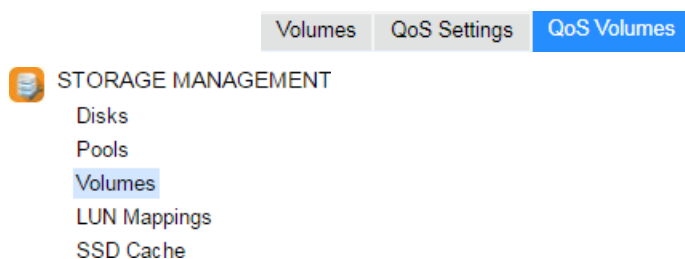 Volumes QoS Settings QoS Volumes
STORAGE MANAGEMENT
Disks
Pools
Volumes
LUN Mappings
SSD Cache